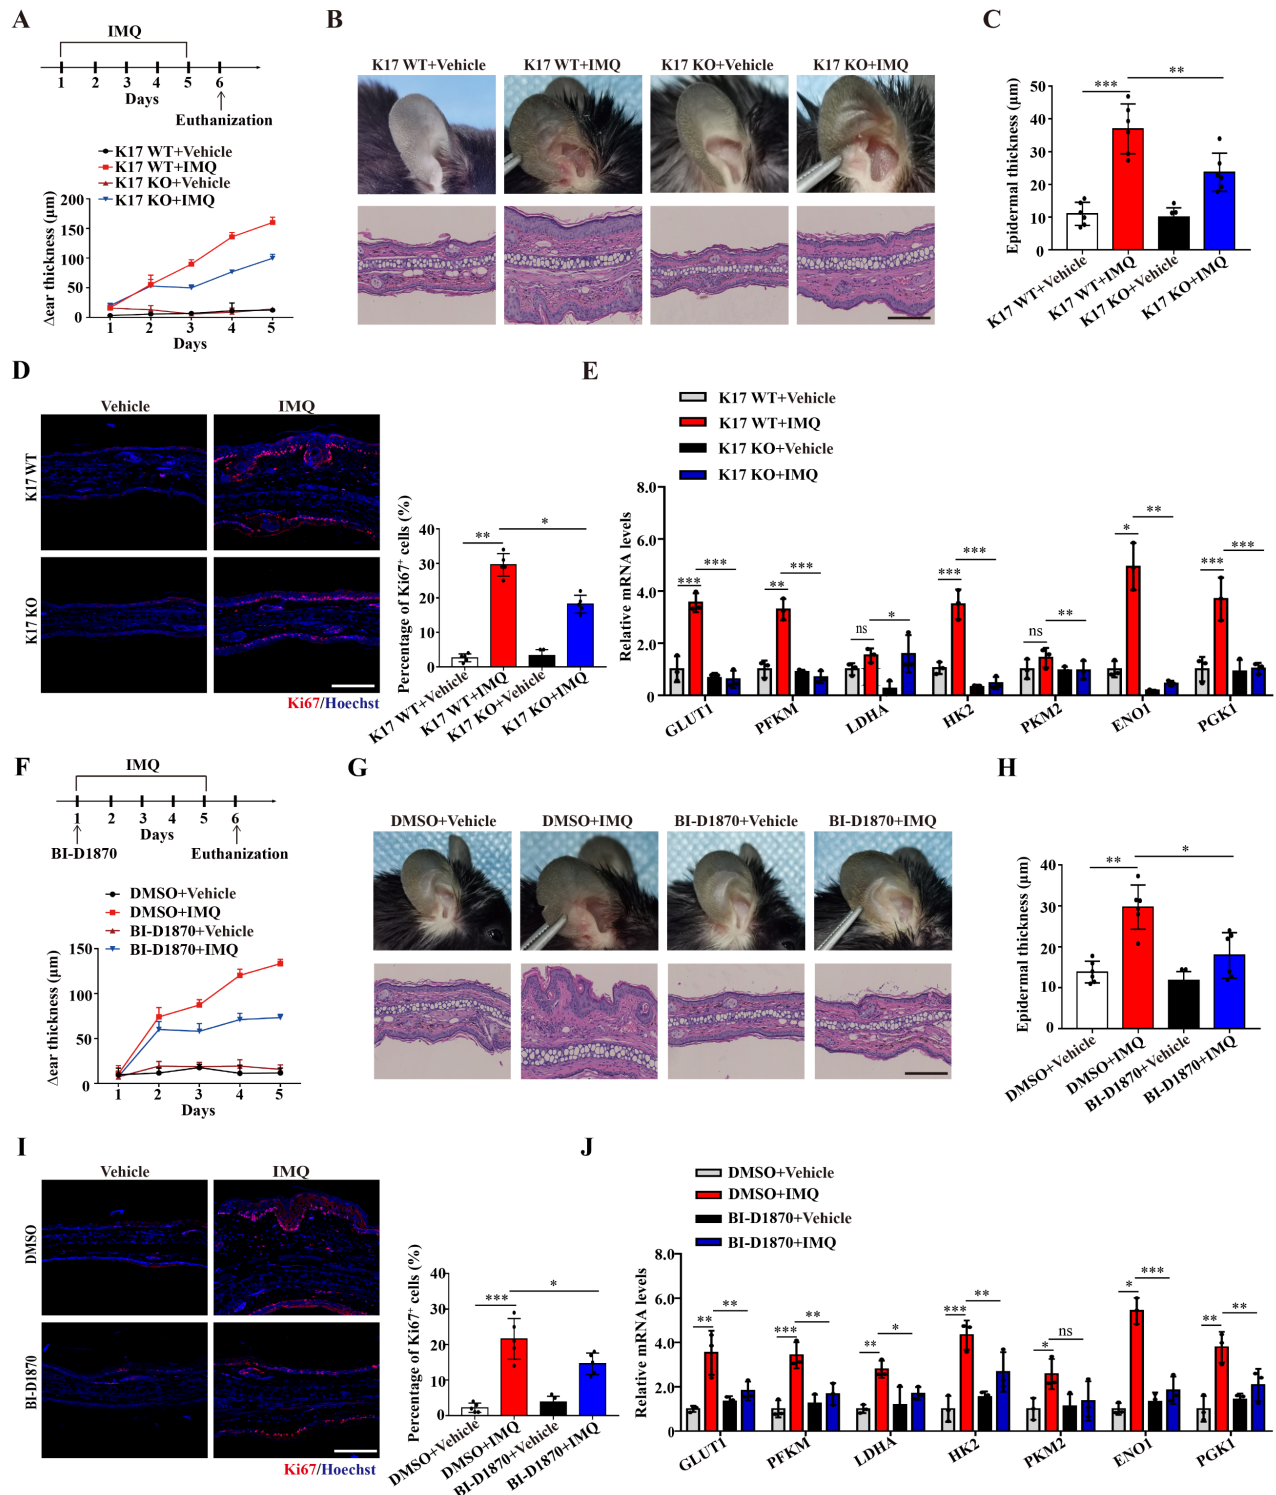 A
IMQ
1 2 3 4 5 6
Days
Euthanization
K17 WT+Vehicle
K17 WT+IMQ
K17 KO+Vehicle
K17 KO+IMQ
Δear thickness (μm)
200
150
100
50
0
1 2 3 4 5
Days
B
K17 WT+Vehicle K17 WT+IMQ K17 KO+Vehicle K17 KO+IMQ
C
Epidermal thickness (μm)
50
40
30
20
10
0
*** **
K17 WT+Vehicle
K17 WT+IMQ
K17 KO+Vehicle
K17 KO+IMQ
D
Vehicle IMQ
K17 WT
K17 KO
Ki67/Hoechst
Percentage of Ki67+ cells (%)
40
30
20
10
0
** *
K17 WT+Vehicle
K17 WT+IMQ
K17 KO+Vehicle
K17 KO+IMQ
E
K17 WT+Vehicle
K17 WT+IMQ
K17 KO+Vehicle
K17 KO+IMQ
Relative mRNA levels
8.0
6.0
4.0
2.0
0
*** *** ** *** ns * *** *** ns ** * ** *** ***
GLUT1 PFKM LDHA HK2 PKM2 ENO1 PGK1
F
IMQ
1 2 3 4 5 6
Days
BI-D1870 Euthanization
DMSO+Vehicle
DMSO+IMQ
BI-D1870+Vehicle
BI-D1870+IMQ
Δear thickness (μm)
150
100
50
0
1 2 3 4 5
Days
G
DMSO+Vehicle DMSO+IMQ BI-D1870+Vehicle BI-D1870+IMQ
H
Epidermal thickness (μm)
40
30
20
10
0
** *
DMSO+Vehicle
DMSO+IMQ
BI-D1870+Vehicle
BI-D1870+IMQ
I
Vehicle IMQ
DMSO
BI-D1870
Ki67/Hoechst
Percentage of Ki67+ cells (%)
40
30
20
10
0
*** *
DMSO+Vehicle
DMSO+IMQ
BI-D1870+Vehicle
BI-D1870+IMQ
J
DMSO+Vehicle
DMSO+IMQ
BI-D1870+Vehicle
BI-D1870+IMQ
Relative mRNA levels
8.0
6.0
4.0
2.0
0
** ** *** ** ** * *** ** * ns * *** ** **
GLUT1 PFKM LDHA HK2 PKM2 ENO1 PGK1